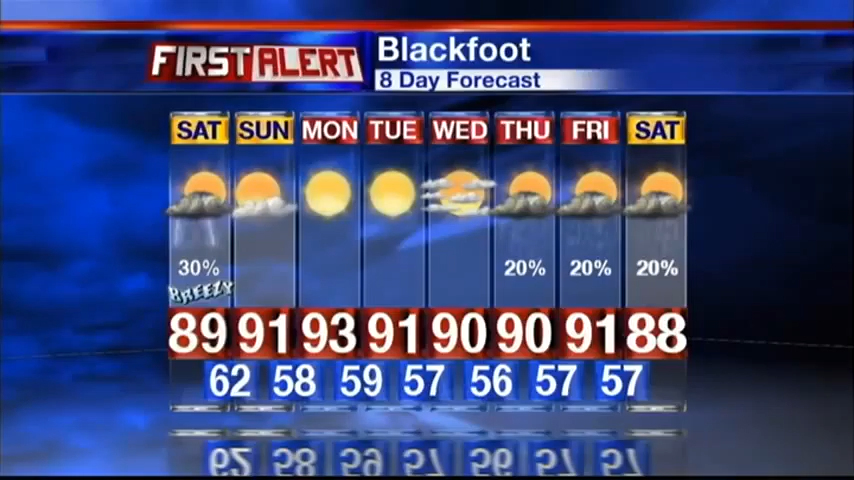 FIRST ALERT
Blackfoot
8 Day Forecast
SAT SUN MON TUE WED THU FRI SAT
30% 20% 20% 20%
BREEZY
89 91 93 91 90 90 91 88
62 58 59 57 56 57 57